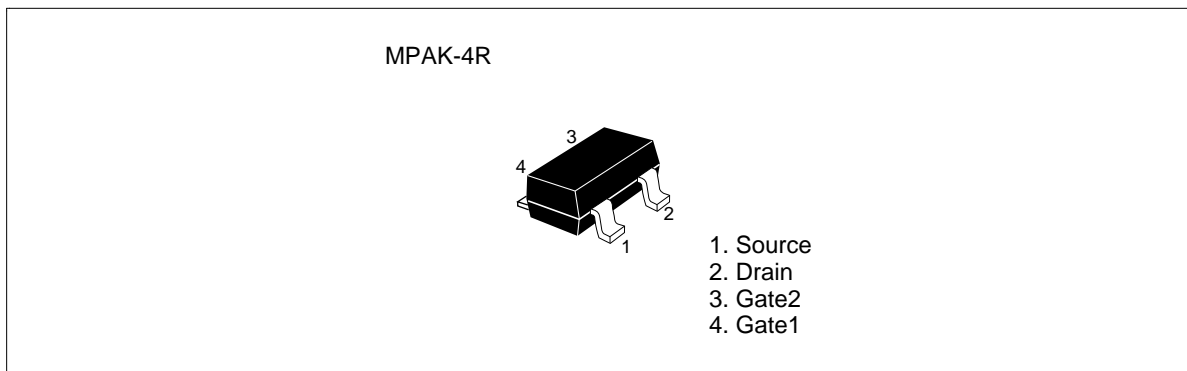 MPAK-4R
3
4
2
1
1. Source
2. Drain
3. Gate2
4. Gate1